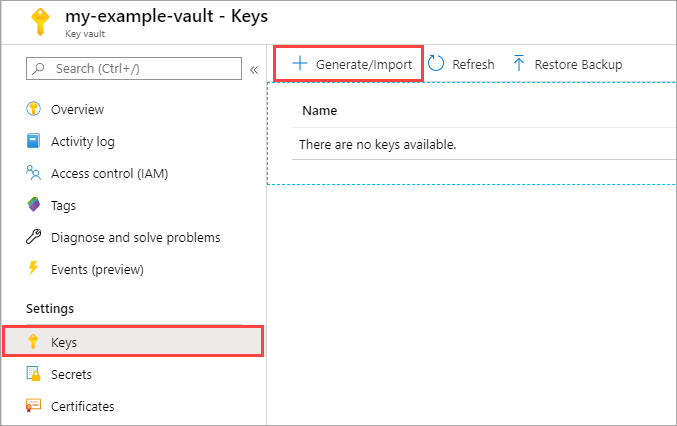 my-example-vault - Keys
Key vault
Search (Ctrl+/)
«
Overview
Activity log
Access control (IAM)
Tags
Diagnose and solve problems
Events (preview)
Settings
Keys
Secrets
Certificates
Generate/Import Refresh Restore Backup
Name
There are no keys available.